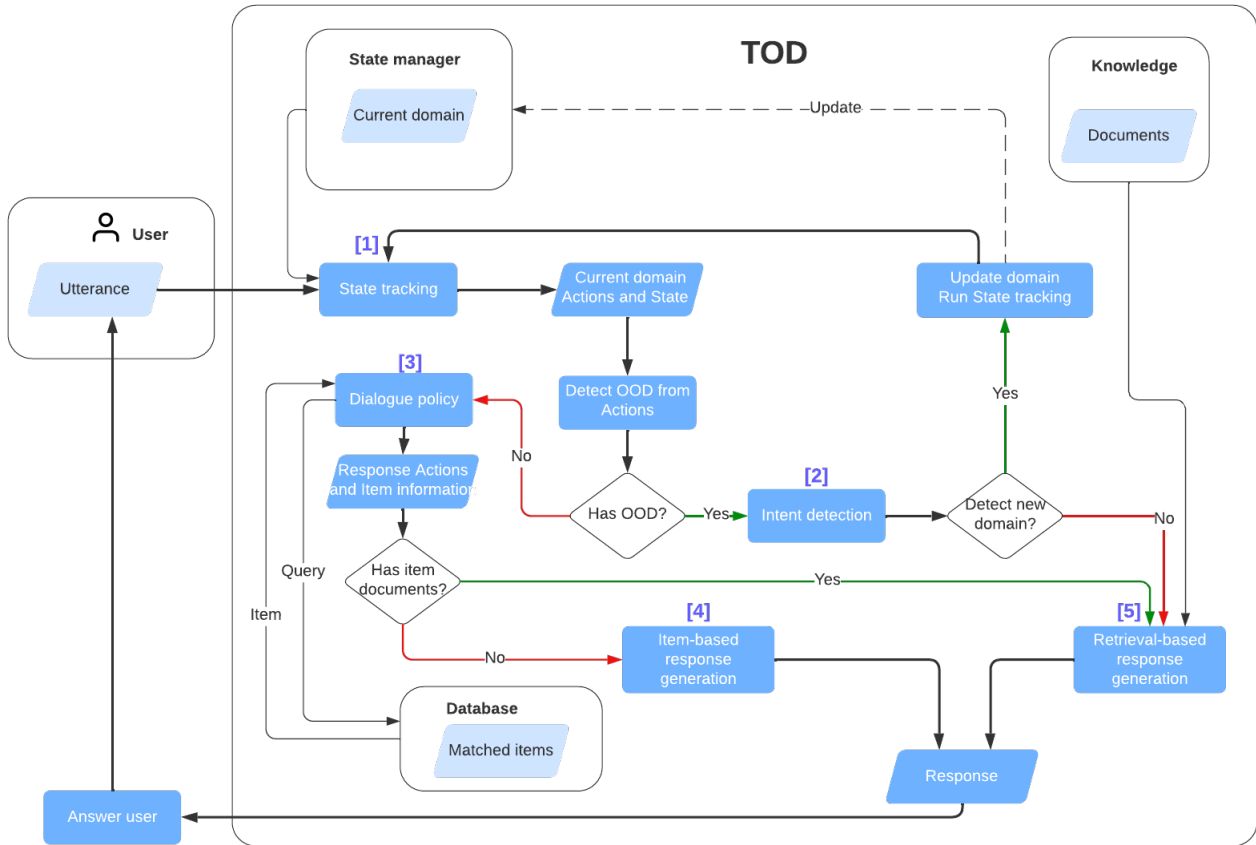 TOD
State manager
Current domain
Knowledge
Documents
Update
User
Utterance
[1]
State tracking
Current domain
Actions and State
Update domain
Run State tracking
[3]
Dialogue policy
Detect OOD from
Actions
Yes
No
Response Actions
and Item information
[2]
Has OOD?
Yes
Intent detection
Detect new
domain?
No
Query
Has item
documents?
Yes
Item
[4]
[5]
No
Item-based
response
generation
Retrieval-based
response
generation
Database
Matched items
Response
Answer user